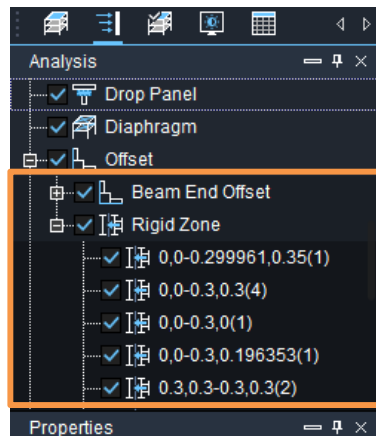 Analysis
Drop Panel
Diaphragm
Offset
Beam End Offset
Rigid Zone
0,0-0.299961,0.35(1)
0,0-0.3,0.3(4)
0,0-0.3,0(1)
0,0-0.3,0.196353(1)
0.3,0.3-0.3,0.3(2)
Properties